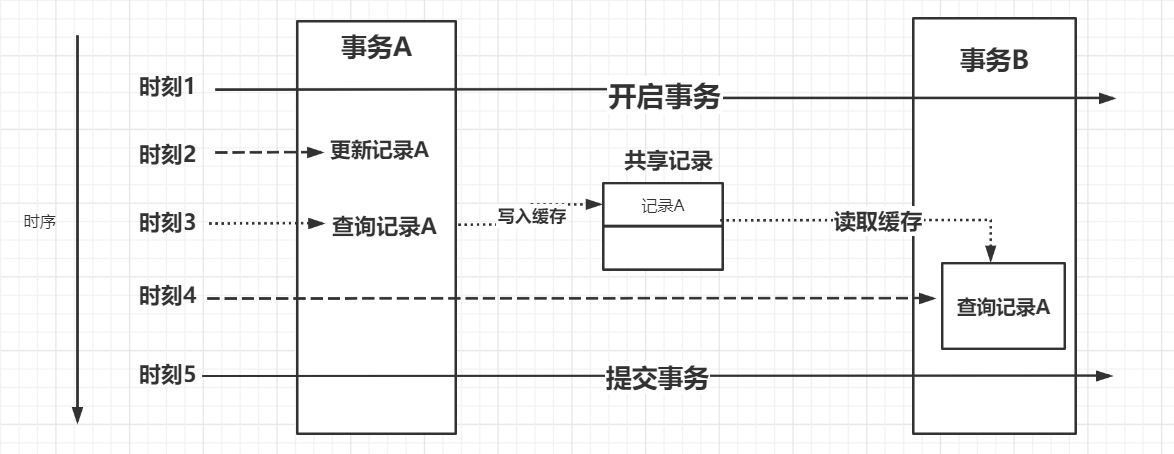 事务A
事务B
时刻1
开启事务
时刻2
更新记录A
共享记录
时序
时刻3
查询记录A
写入缓存
记录A
读取缓存
时刻4
查询记录A
时刻5
提交事务